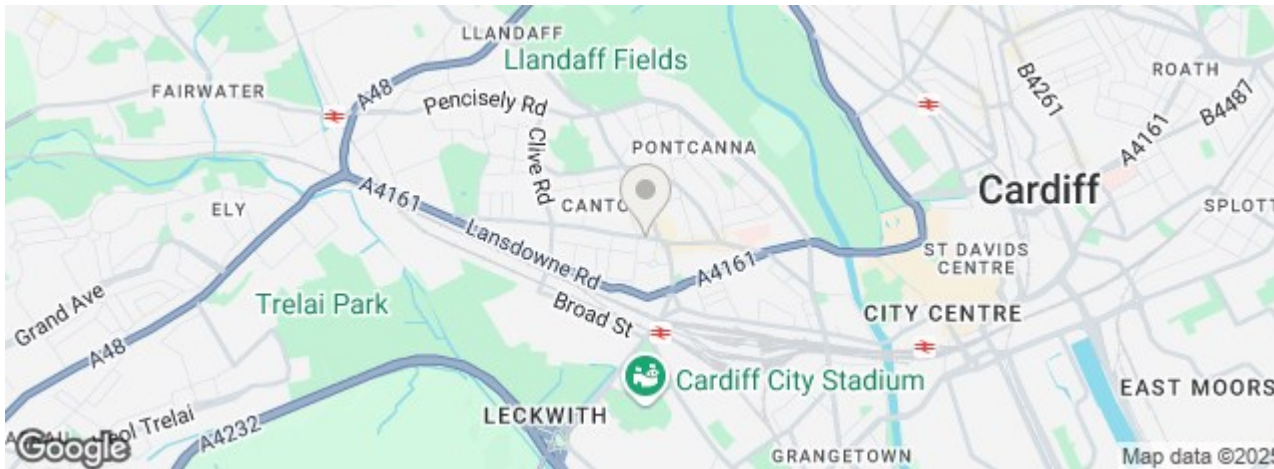 LLANDAFF
Llandaff Fields
FAIRWATER
A48
Pencisely Rd
B4261
ROATH
B4487
A4161
Clive Rd
PONTCANNA
Cardiff
ELY
A4161
CANTO
SPLOTT
Lansdowne Rd
A4161
ST DAVIDS
CENTRE
Grand Ave
Trelai Park
Broad St
CITY CENTRE
A48
Cardiff City Stadium
EAST MOORS
LECKWITH
Trelai
A4232
Google
GRANGETOWN
Map data ©2025